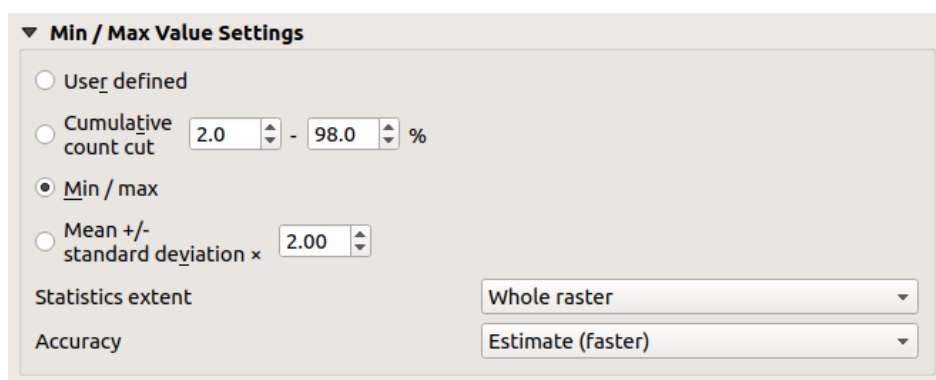 Min / Max Value Settings
User defined
Cumulative
count cut 2.0 - 98.0 %
Min / max
Mean +/-
standard deviation × 2.00
Statistics extent Whole raster
Accuracy Estimate (faster)